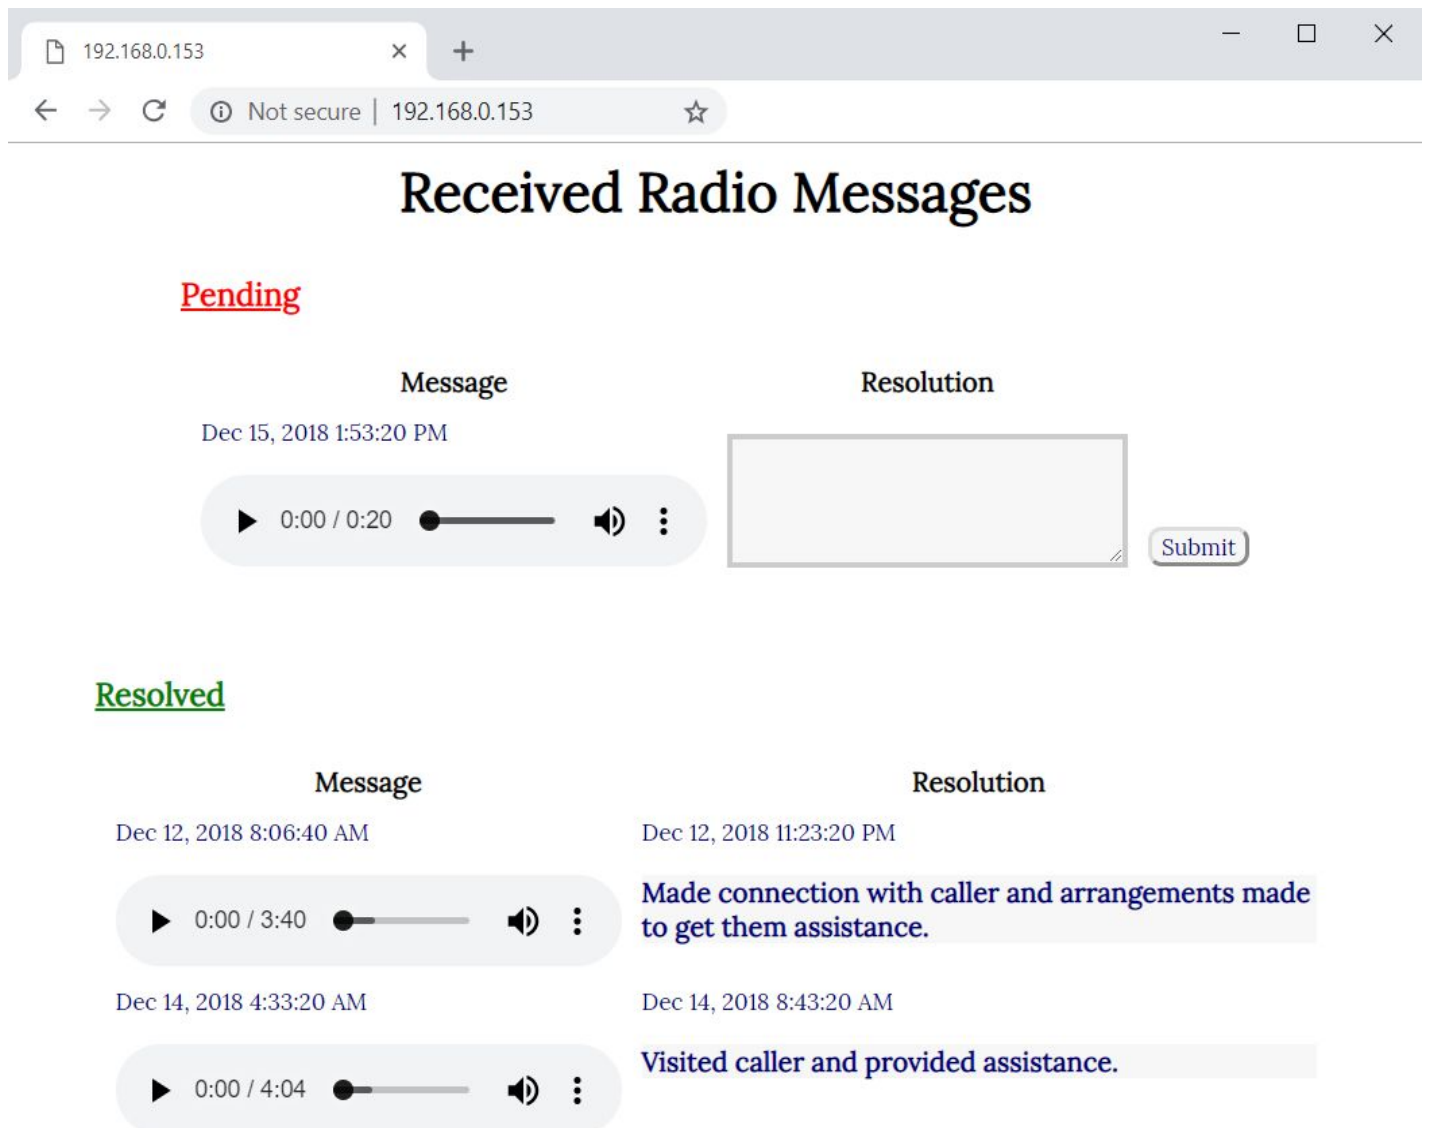 192.168.0.153
Not secure | 192.168.0.153
Received Radio Messages
Pending
Message Resolution
Dec 15, 2018 1:53:20 PM
0:00 / 0:20
Submit
Resolved
Message Resolution
Dec 12, 2018 8:06:40 AM Dec 12, 2018 11:23:20 PM
0:00 / 3:40
Made connection with caller and arrangements made
to get them assistance.
Dec 14, 2018 4:33:20 AM Dec 14, 2018 8:43:20 AM
0:00 / 4:04
Visited caller and provided assistance.